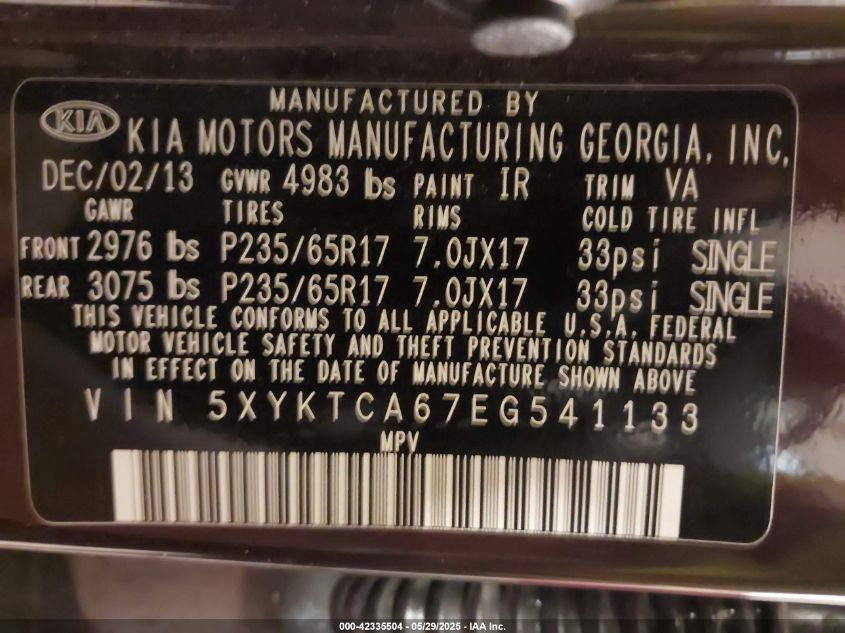 MANUFACTURED BY
KIA KIA MOTORS MANUFACTURING GEORGIA, INC.
DEC/02/13 GVWR 4983 lbs PAINT IR TRIM VA
GAWR TIRES RIMS COLD TIRE INFL
FRONT 2976 lbs P235/65R17 7.0JX17 33psi SINGLE
REAR 3075 lbs P235/65R17 7.0JX17 33psi SINGLE
THIS VEHICLE CONFORMS TO ALL APPLICABLE U.S.A. FEDERAL
MOTOR VEHICLE SAFETY AND THEFT PREVENTION STANDARDS
IN EFFECT ON THE DATE OF MANUFACTURE SHOWN ABOVE
VIN 5XYKTCA67EG541133
MPV
000-42335504 - 05/29/2025 - IAA Inc.